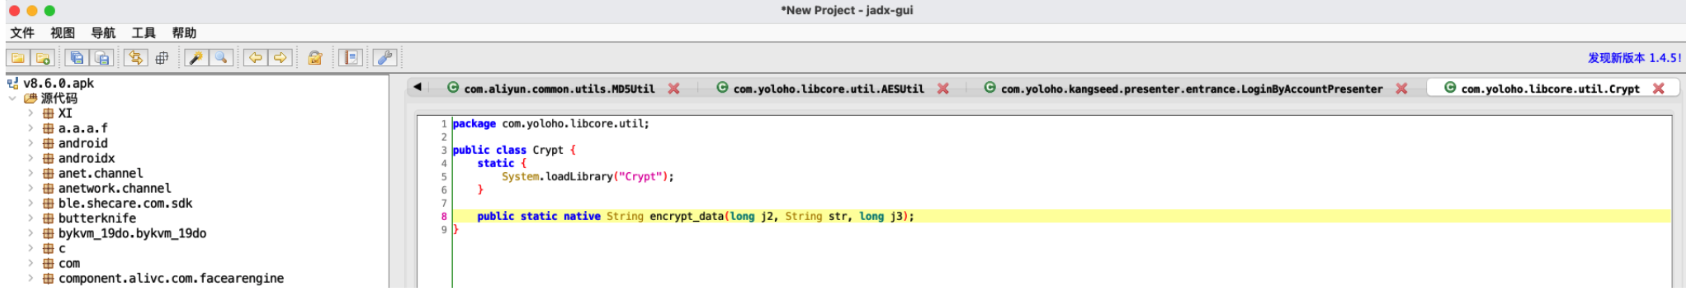 *New Project - jadx-gui
文件 视图 导航 工具 帮助
发现新版本 1.4.5!
v8.6.0.apk
源代码
XI
a.a.a.f
android
androidx
anet.channel
anetwork.channel
ble.shecare.com.sdk
butterknife
bykvm_19do.bykvm_19do
c
com
component.alivc.com.facearengine
com.aliyun.common.utils.MD5Util com.yoloho.libcore.util.AESUtil com.yoloho.kangseed.presenter.entrance.LoginByAccountPresenter com.yoloho.libcore.util.Crypt
1 package com.yoloho.libcore.util;
2
3 public class Crypt {
4 static {
5 System.loadLibrary("Crypt");
6 }
7
8 public static native String encrypt_data(long j2, String str, long j3);
9 }